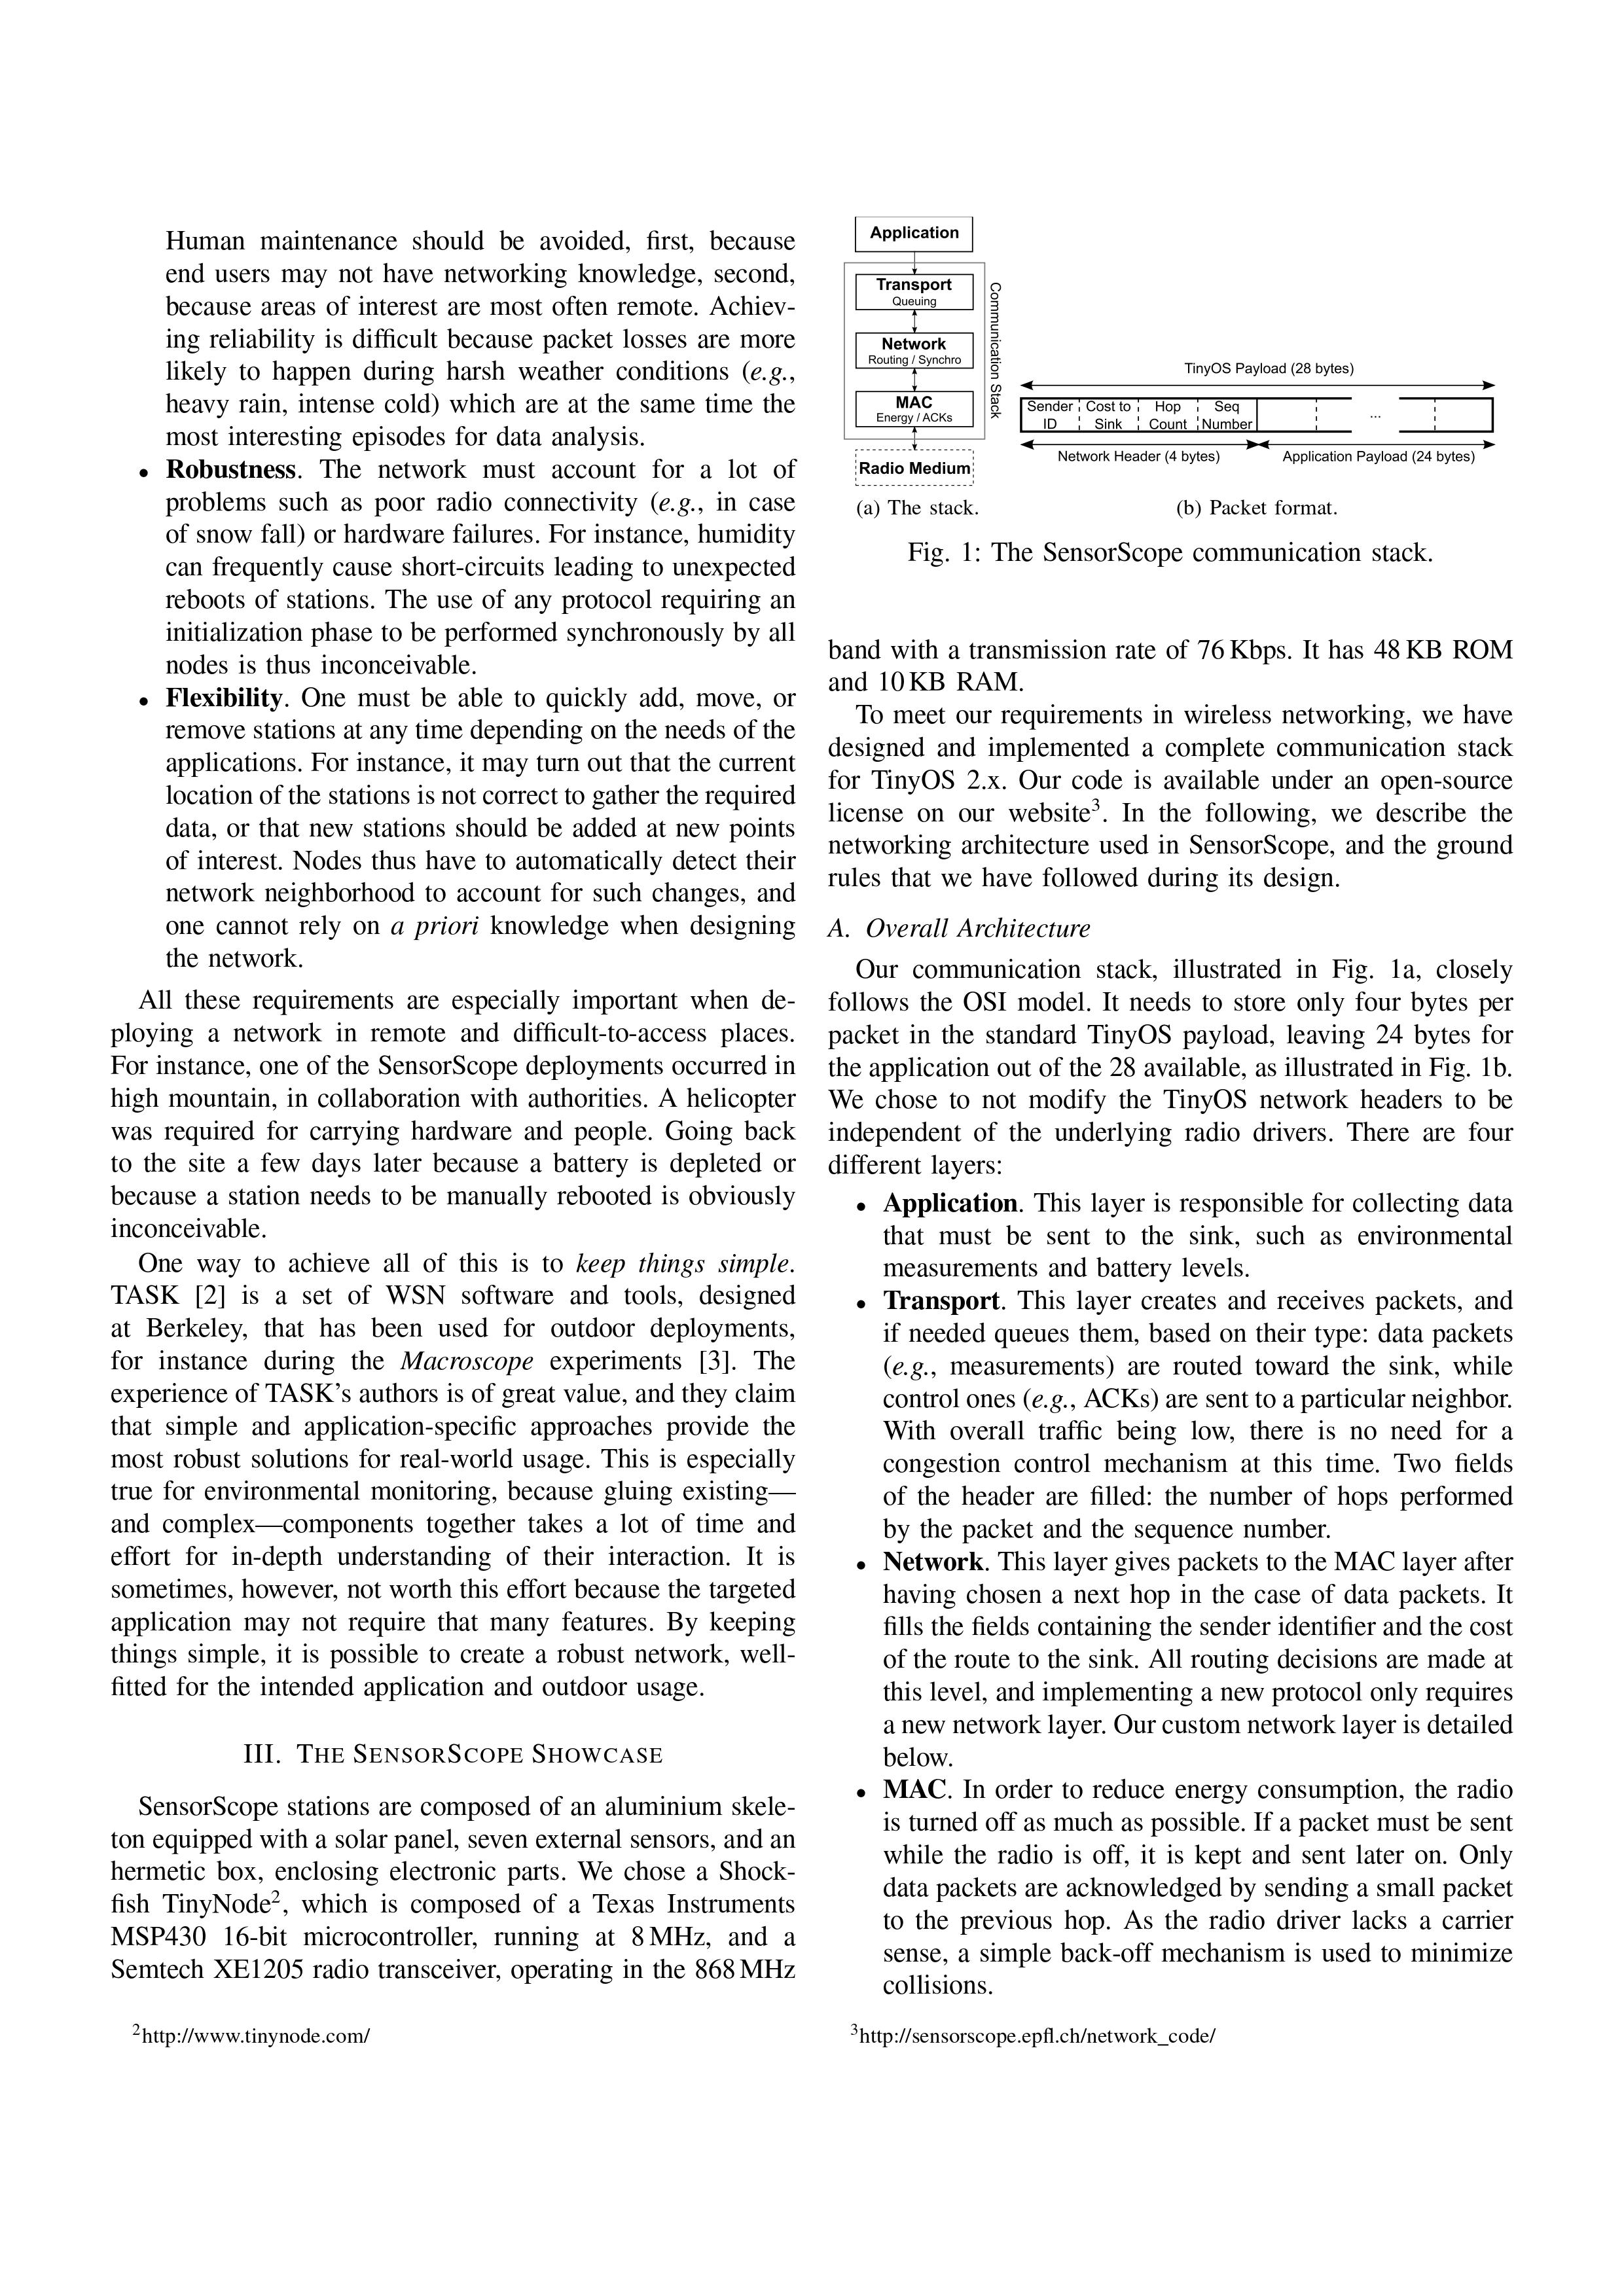 Human maintenance should be avoided, first, because
end users may not have networking knowledge, second,
because areas of interest are most often remote. Achiev-
ing reliability is difficult because packet losses are more
likely to happen during harsh weather conditions (e.g.,
heavy rain, intense cold) which are at the same time the
most interesting episodes for data analysis.
• Robustness. The network must account for a lot of
problems such as poor radio connectivity (e.g., in case
of snow fall) or hardware failures. For instance, humidity
can frequently cause short-circuits leading to unexpected
reboots of stations. The use of any protocol requiring an
initialization phase to be performed synchronously by all
nodes is thus inconceivable.
• Flexibility. One must be able to quickly add, move, or
remove stations at any time depending on the needs of the
applications. For instance, it may turn out that the current
location of the stations is not correct to gather the required
data, or that new stations should be added at new points
of interest. Nodes thus have to automatically detect their
network neighborhood to account for such changes, and
one cannot rely on a priori knowledge when designing
the network.
All these requirements are especially important when de-
ploying a network in remote and difficult-to-access places.
For instance, one of the SensorScope deployments occurred in
high mountain, in collaboration with authorities. A helicopter
was required for carrying hardware and people. Going back
to the site a few days later because a battery is depleted or
because a station needs to be manually rebooted is obviously
inconceivable.
One way to achieve all of this is to keep things simple.
TASK [2] is a set of WSN software and tools, designed
at Berkeley, that has been used for outdoor deployments,
for instance during the Macroscope experiments [3]. The
experience of TASK's authors is of great value, and they claim
that simple and application-specific approaches provide the
most robust solutions for real-world usage. This is especially
true for environmental monitoring, because gluing existing—
and complex—components together takes a lot of time and
effort for in-depth understanding of their interaction. It is
sometimes, however, not worth this effort because the targeted
application may not require that many features. By keeping
things simple, it is possible to create a robust network, well-
fitted for the intended application and outdoor usage.
III. THE SENSORSCOPE SHOWCASE
SensorScope stations are composed of an aluminium skele-
ton equipped with a solar panel, seven external sensors, and an
hermetic box, enclosing electronic parts. We chose a Shock-
fish TinyNode2, which is composed of a Texas Instruments
MSP430 16-bit microcontroller, running at 8 MHz, and a
Semtech XE1205 radio transceiver, operating in the 868 MHz
2http://www.tinynode.com/
Application
Transport
Queuing
Network
Routing / Synchro
MAC
Energy / ACKs
Radio Medium
Communication Stack
(a) The stack.
TinyOS Payload (28 bytes)
Sender Cost to Hop Seq
ID Sink Count Number ...
Network Header (4 bytes) Application Payload (24 bytes)
(b) Packet format.
Fig. 1: The SensorScope communication stack.
band with a transmission rate of 76 Kbps. It has 48 KB ROM
and 10 KB RAM.
To meet our requirements in wireless networking, we have
designed and implemented a complete communication stack
for TinyOS 2.x. Our code is available under an open-source
license on our website3. In the following, we describe the
networking architecture used in SensorScope, and the ground
rules that we have followed during its design.
A. Overall Architecture
Our communication stack, illustrated in Fig. 1a, closely
follows the OSI model. It needs to store only four bytes per
packet in the standard TinyOS payload, leaving 24 bytes for
the application out of the 28 available, as illustrated in Fig. 1b.
We chose to not modify the TinyOS network headers to be
independent of the underlying radio drivers. There are four
different layers:
• Application. This layer is responsible for collecting data
that must be sent to the sink, such as environmental
measurements and battery levels.
• Transport. This layer creates and receives packets, and
if needed queues them, based on their type: data packets
(e.g., measurements) are routed toward the sink, while
control ones (e.g., ACKs) are sent to a particular neighbor.
With overall traffic being low, there is no need for a
congestion control mechanism at this time. Two fields
of the header are filled: the number of hops performed
by the packet and the sequence number.
• Network. This layer gives packets to the MAC layer after
having chosen a next hop in the case of data packets. It
fills the fields containing the sender identifier and the cost
of the route to the sink. All routing decisions are made at
this level, and implementing a new protocol only requires
a new network layer. Our custom network layer is detailed
below.
• MAC. In order to reduce energy consumption, the radio
is turned off as much as possible. If a packet must be sent
while the radio is off, it is kept and sent later on. Only
data packets are acknowledged by sending a small packet
to the previous hop. As the radio driver lacks a carrier
sense, a simple back-off mechanism is used to minimize
collisions.
3http://sensorscope.epfl.ch/network_code/